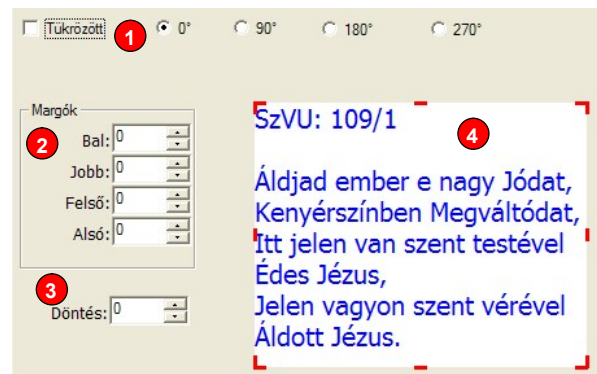 Tükrözött 1 0° 90° 180° 270°
Margók
2
Bal: 0
Jobb: 0
Felső: 0
Alsó: 0
3
Döntés: 0
SzVU: 109/1
4
Áldjad ember e nagy Jódat,
Kenyérszínben Megváltódat,
Itt jelen van szent testével
Édes Jézus,
Jelen vagyon szent vérével
Áldott Jézus.